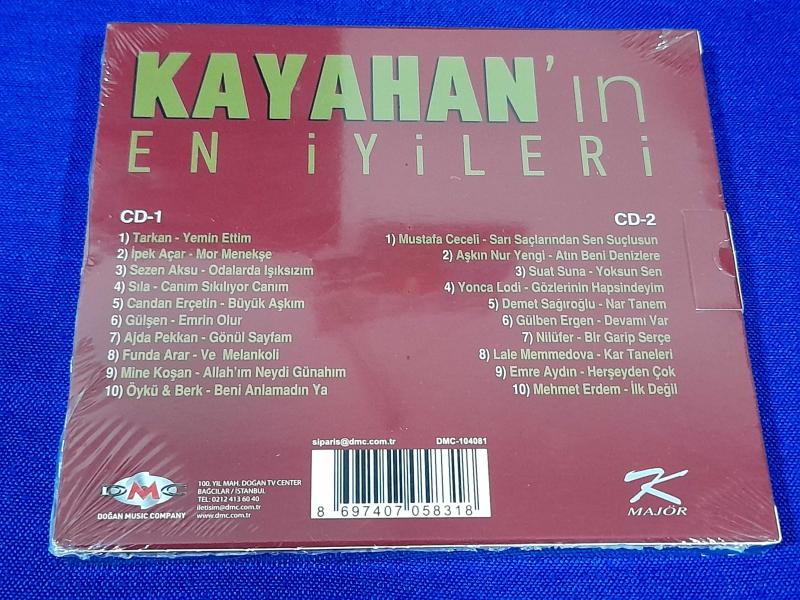 KAYAHAN'ın
EN İYİLERİ
CD-1
1) Tarkan - Yemin Ettim
2) İpek Açar - Mor Menekşe
3) Sezen Aksu - Odalarda Işıksızım
4) Sıla - Canım Sıkılıyor Canım
5) Candan Erçetin - Büyük Aşkım
6) Gülşen - Emrin Olur
7) Ajda Pekkan - Gönül Sayfam
8) Funda Arar - Ve Melankoli
9) Mine Koşan - Allah'ım Neydi Günahım
10) Öykü & Berk - Beni Anlamadın Ya
CD-2
1) Mustafa Ceceli - Sarı Saçlarından Sen Suçlusun
2) Aşkın Nur Yengi - Atın Beni Denizlere
3) Suat Suna - Yoksun Sen
4) Yonca Lodi - Gözlerinin Hapsindeyim
5) Demet Sağıroğlu - Nar Tanem
6) Gülben Ergen - Devamı Var
7) Nilüfer - Bir Garip Serçe
8) Lale Memmedova - Kar Taneleri
9) Emre Aydın - Herşeyden Çok
10) Mehmet Erdem - İlk Değil
siparis@dmc.com.tr DMC-104081
8 697407 058318
DMC
DOĞAN MUSIC COMPANY
100. YIL MAH. DOĞAN TV CENTER
BAĞCILAR / İSTANBUL
TEL: 0212 413 60 40
iletisim@dmc.com.tr
www.dmc.com.tr
K
MAJÖR